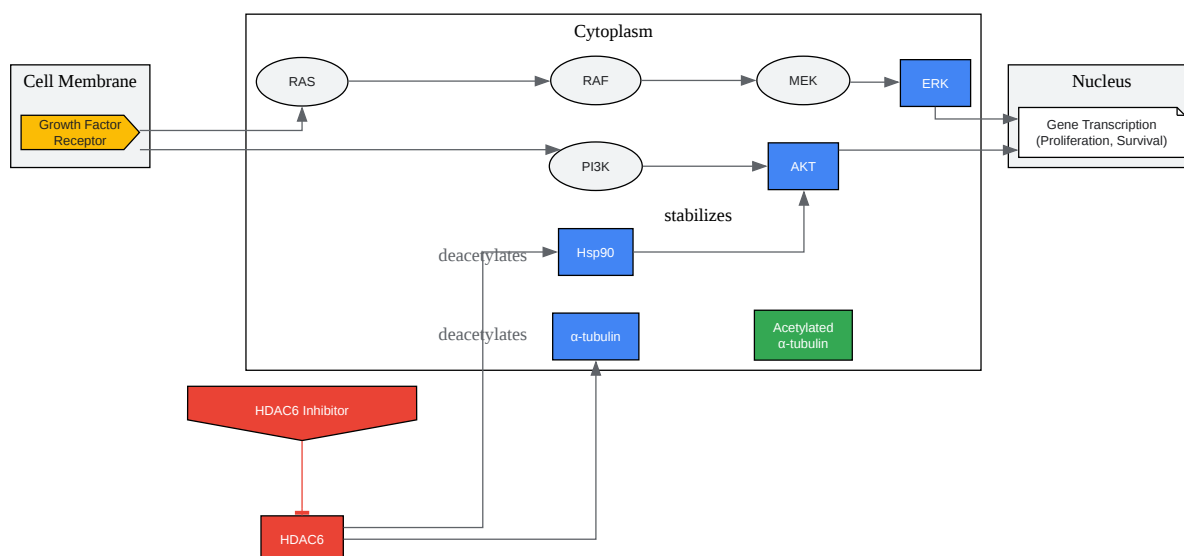 Cytoplasm
Cell Membrane
Growth Factor
Receptor
RAS
RAF
MEK
ERK
Nucleus
Gene Transcription
(Proliferation, Survival)
PI3K
AKT
stabilizes
deacetylates
Hsp90
deacetylates
α-tubulin
Acetylated
α-tubulin
HDAC6 Inhibitor
HDAC6